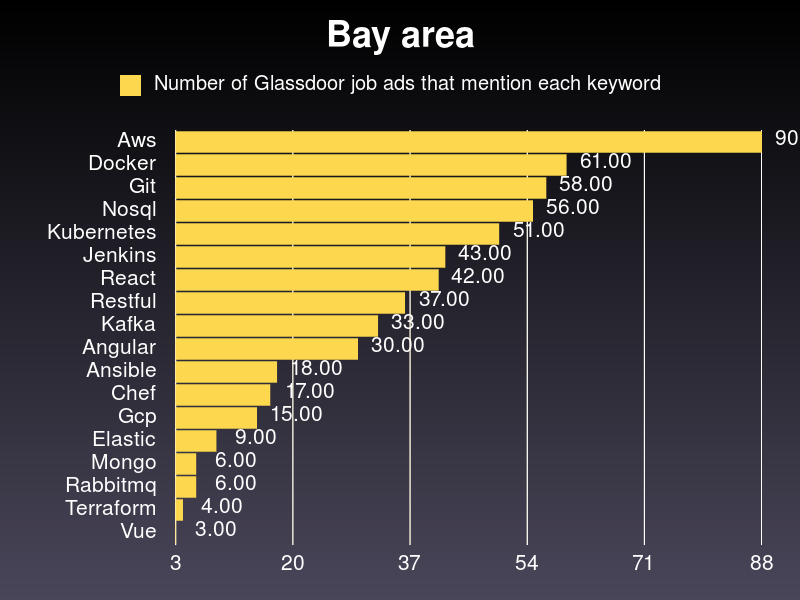 Bay area
Number of Glassdoor job ads that mention each keyword
Aws 90
Docker 61.00
Git 58.00
Nosql 56.00
Kubernetes 51.00
Jenkins 43.00
React 42.00
Restful 37.00
Kafka 33.00
Angular 30.00
Ansible 18.00
Chef 17.00
Gcp 15.00
Elastic 9.00
Mongo 6.00
Rabbitmq 6.00
Terraform 4.00
Vue 3.00
3 20 37 54 71 88